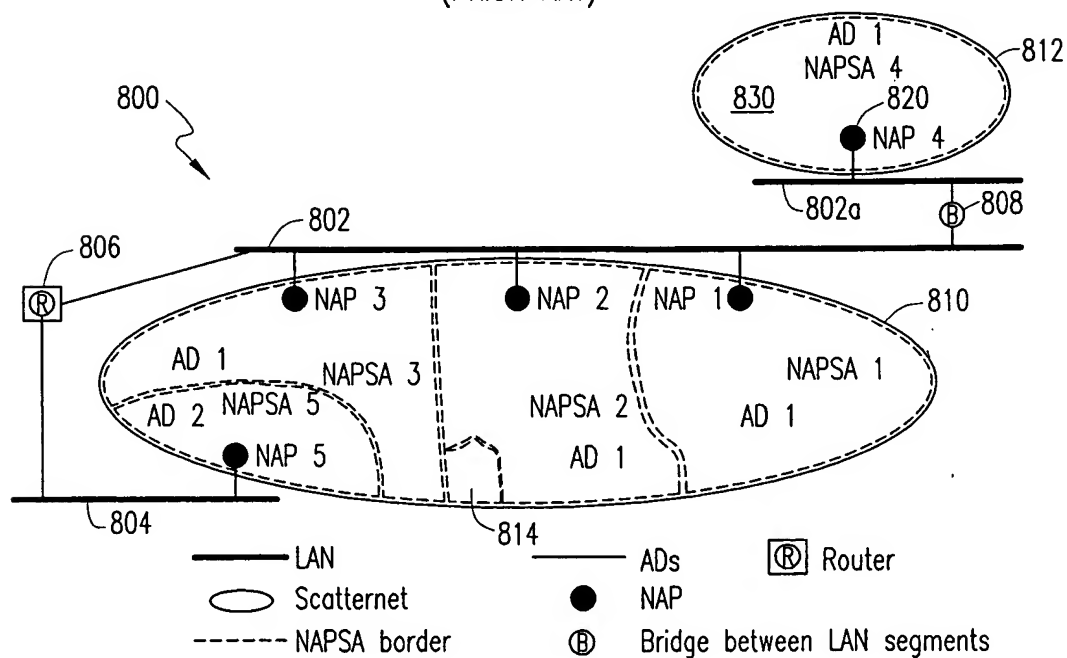 AD 1
812
NAPSA 4
800
830
820
NAP 4
802a
B
808
802
806
R
NAP 3
NAP 2
NAP 1
810
AD 1
NAPSA 3
NAPSA 1
AD 2
NAPSA 5
NAPSA 2
AD 1
NAP 5
AD 1
804
814
LAN
ADs
R
Router
Scatternet
NAP
NAPSA border
B
Bridge between LAN segments